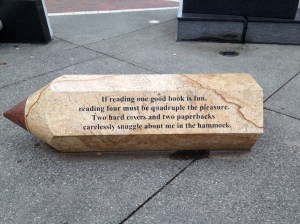 If reading one good book is fun,
reading four must be quadruple the pleasure.
Two hard covers and two paperbacks
carelessly snuggle about me in the hammock.